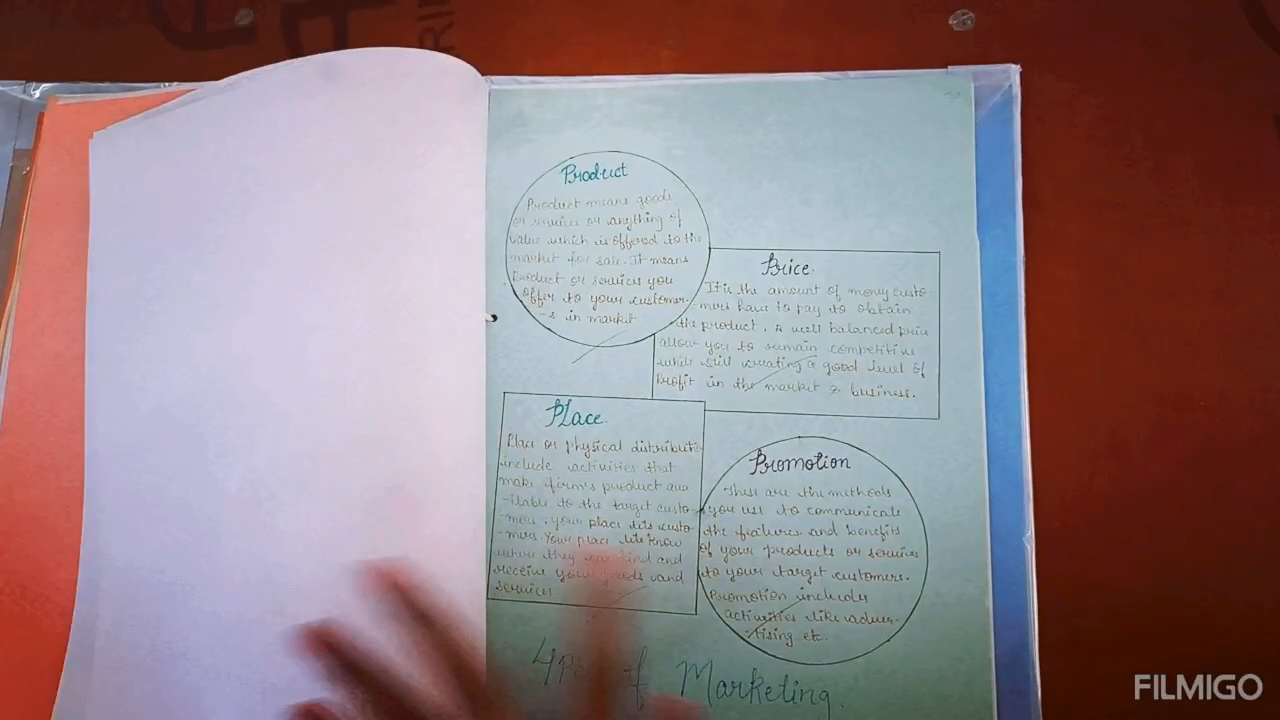 Product
Product means goods
or services or anything of
value which is offered to the
market for sale. It means
Product or services you
offer to your customer-
-s in market
Price.
It is the amount of money custo-
-mers have to pay to obtain
the product. A well balanced price
allow you to remain competitive
while still creating a good level of
Profit in the market & business.
Place.
Place or physical distributio
include activities that
make firm's product ava
-ilable to the target custo
-mers, your place lets custo-
-mers. Your place lets know
where they can find and
receive your goods and
services.
Promotion
These are the methods
you use to communicate
the features and benefits
of your products or services
to your target customers.
Promotion includes
activities like adver-
-tising etc.
4Ps of Marketing.
FILMIGO